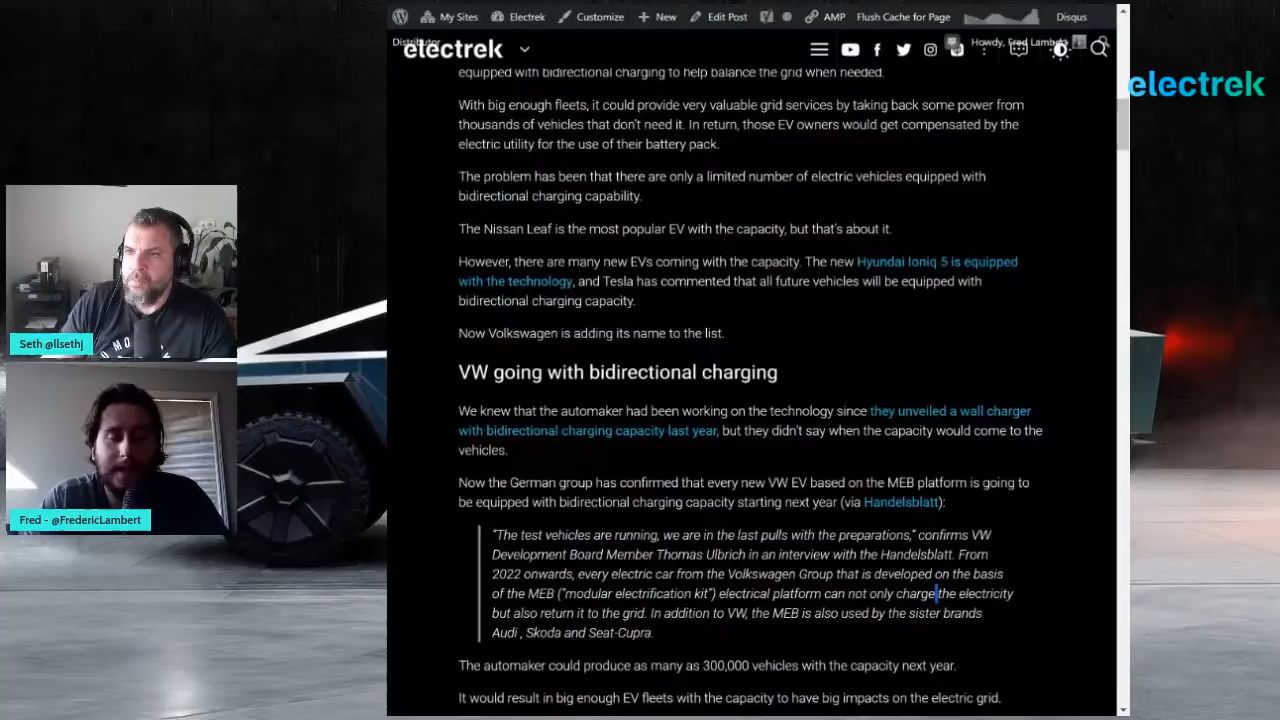 My Sites
Electrek
Customize
New
Edit Post
AMP
Flush Cache for Page
Disqus
electrek
Howdy, Fred Lambert
electrek
equipped with bidirectional charging to help balance the grid when needed.
With big enough fleets, it could provide very valuable grid services by taking back some power from
thousands of vehicles that don't need it. In return, those EV owners would get compensated by the
electric utility for the use of their battery pack.
The problem has been that there are only a limited number of electric vehicles equipped with
bidirectional charging capability.
The Nissan Leaf is the most popular EV with the capacity, but that's about it.
However, there are many new EVs coming with the capacity. The new Hyundai Ioniq 5 is equipped
with the technology, and Tesla has commented that all future vehicles will be equipped with
bidirectional charging capacity.
Now Volkswagen is adding its name to the list.
VW going with bidirectional charging
We knew that the automaker had been working on the technology since they unveiled a wall charger
with bidirectional charging capacity last year, but they didn't say when the capacity would come to the
vehicles.
Now the German group has confirmed that every new VW EV based on the MEB platform is going to
be equipped with bidirectional charging capacity starting next year (via Handelsblatt):
“The test vehicles are running, we are in the last pulls with the preparations,“ confirms VW
Development Board Member Thomas Ulbrich in an interview with the Handelsblatt. From
2022 onwards, every electric car from the Volkswagen Group that is developed on the basis
of the MEB (“modular electrification kit”) electrical platform can not only charge the electricity
but also return it to the grid. In addition to VW, the MEB is also used by the sister brands
Audi , Skoda and Seat-Cupra.
The automaker could produce as many as 300,000 vehicles with the capacity next year.
It would result in big enough EV fleets with the capacity to have big impacts on the electric grid.
Seth @llsethj
Fred - @FredericLambert